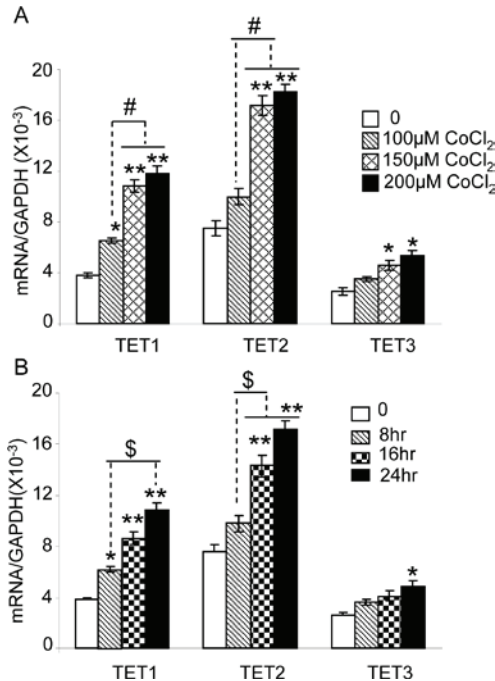 A
#
#
20
16
12
8
4
0
mRNA/GAPDH (X10-3)
** **
** **
*
* *
0
100μM CoCl2
150μM CoCl2
200μM CoCl2
TET1 TET2 TET3
B
$
$
20
16
12
8
4
0
mRNA/GAPDH(X10-3)
* ** **
** **
*
0
8hr
16hr
24hr
TET1 TET2 TET3